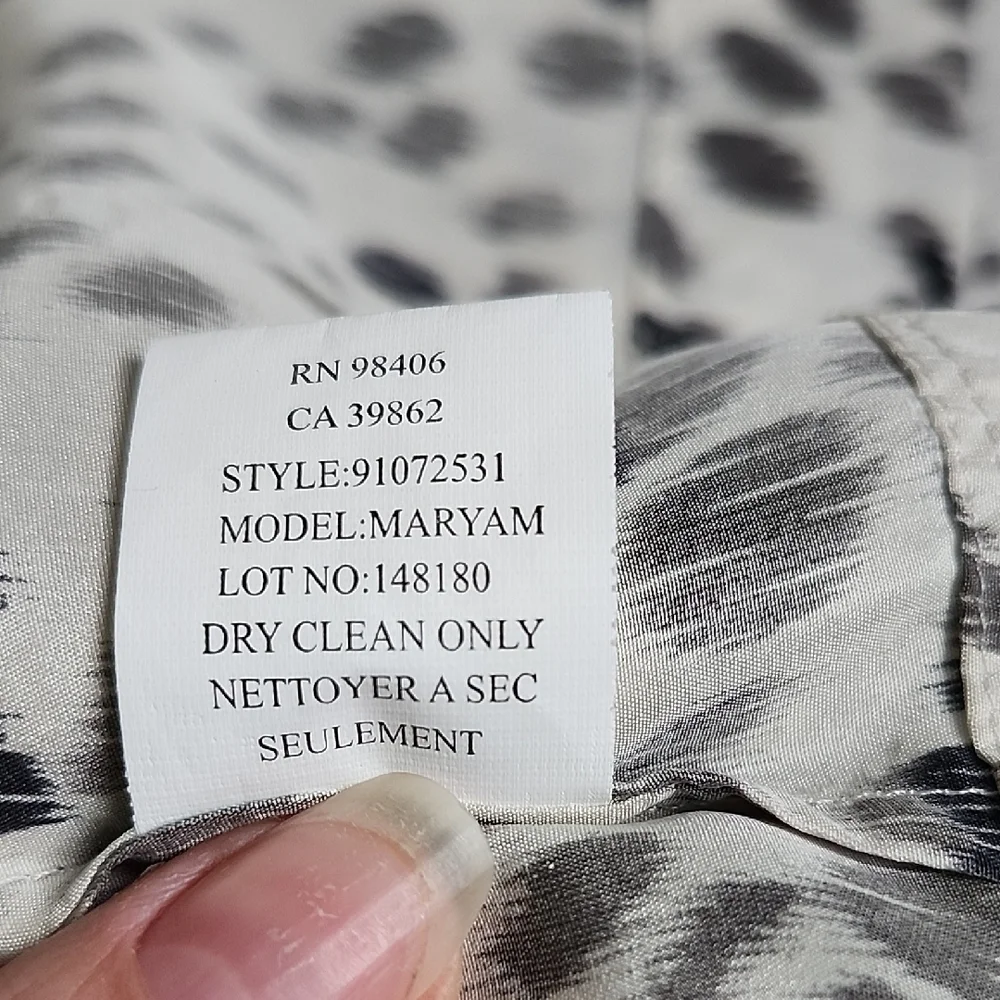 RN 98406
CA 39862
STYLE:91072531
MODEL:MARYAM
LOT NO:148180
DRY CLEAN ONLY
NETTOYER A SEC
SEULEMENT